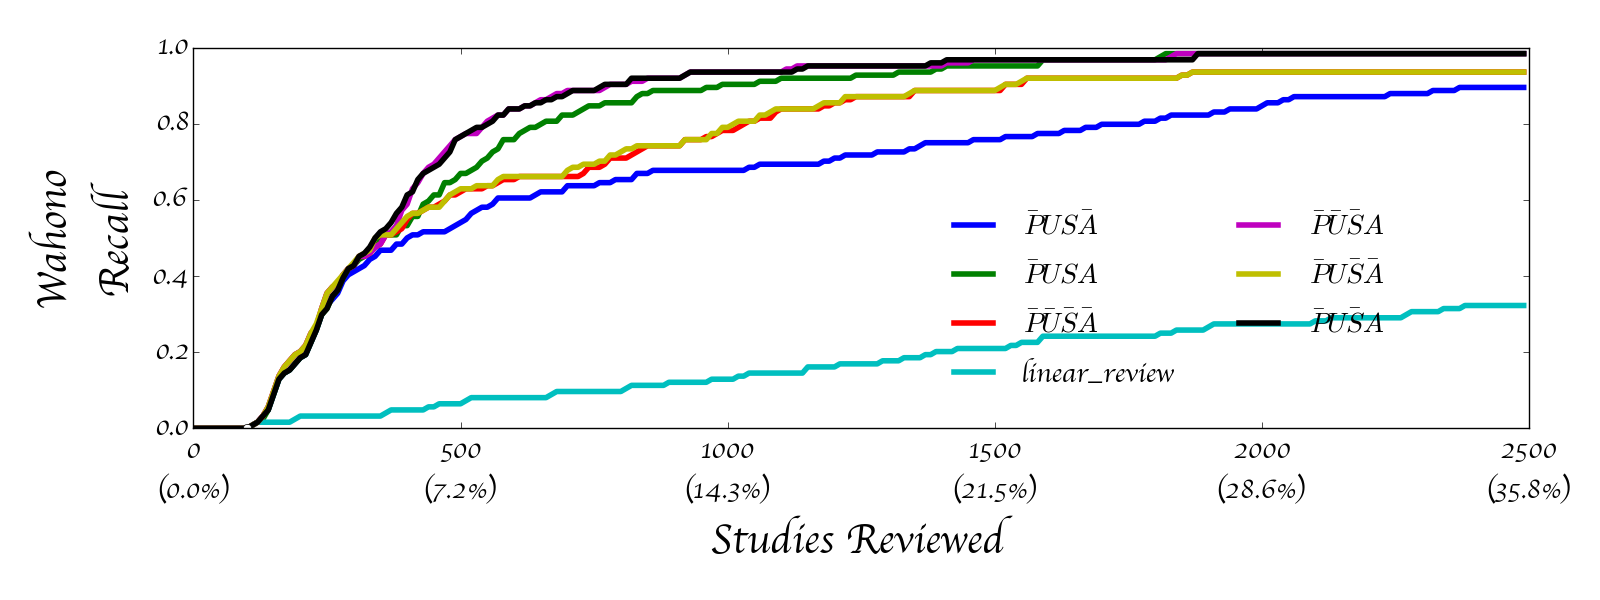 Wahono
Recall
1.0
0.8
0.6
0.4
0.2
0.0
P̄USĀ
P̄USA
P̄ŪS̄Ā
linear_review
P̄ŪS̄A
P̄US̄Ā
P̄US̄A
0 500 1000 1500 2000 2500
(0.0%) (7.2%) (14.3%) (21.5%) (28.6%) (35.8%)
Studies Reviewed